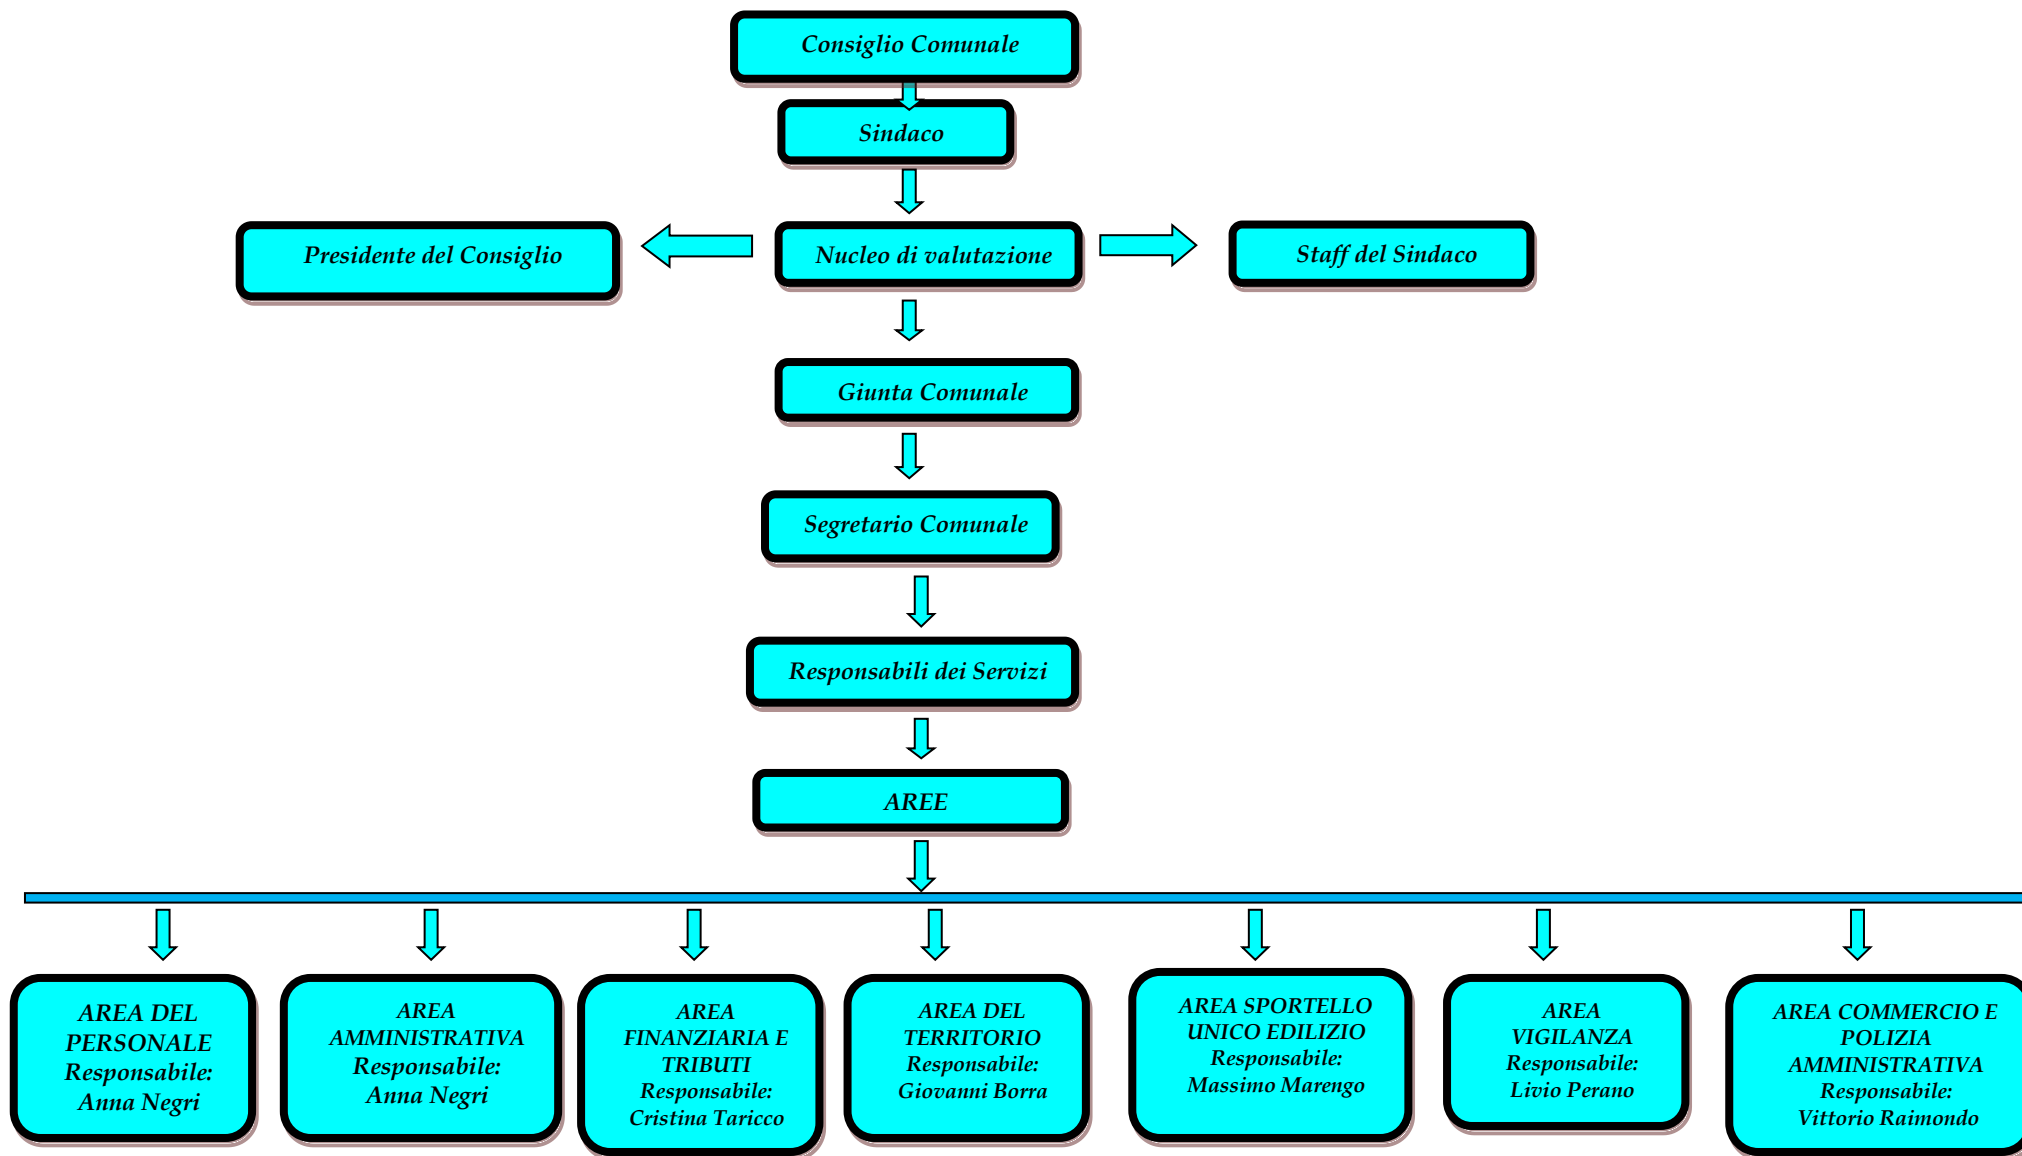 Consiglio Comunale
Sindaco
Presidente del Consiglio
Nucleo di valutazione
Staff del Sindaco
Giunta Comunale
Segretario Comunale
Responsabili dei Servizi
AREE
AREA DEL
PERSONALE
Responsabile:
Anna Negri
AREA
AMMINISTRATIVA
Responsabile:
Anna Negri
AREA
FINANZIARIA E
TRIBUTI
Responsabile:
Cristina Taricco
AREA DEL
TERRITORIO
Responsabile:
Giovanni Borra
AREA SPORTELLO
UNICO EDILIZIO
Responsabile:
Massimo Marengo
AREA
VIGILANZA
Responsabile:
Livio Perano
AREA COMMERCIO E
POLIZIA
AMMINISTRATIVA
Responsabile:
Vittorio Raimondo